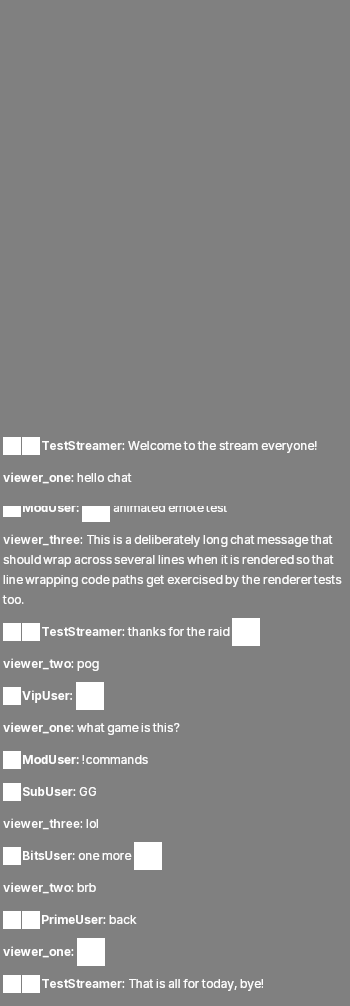 TestStreamer: Welcome to the stream everyone!
viewer_one: hello chat
ModUser: animated emote test
viewer_three: This is a deliberately long chat message that
should wrap across several lines when it is rendered so that
line wrapping code paths get exercised by the renderer tests
too.
TestStreamer: thanks for the raid
viewer_two: pog
VipUser:
viewer_one: what game is this?
ModUser: !commands
SubUser: GG
viewer_three: lol
BitsUser: one more
viewer_two: brb
PrimeUser: back
viewer_one:
TestStreamer: That is all for today, bye!